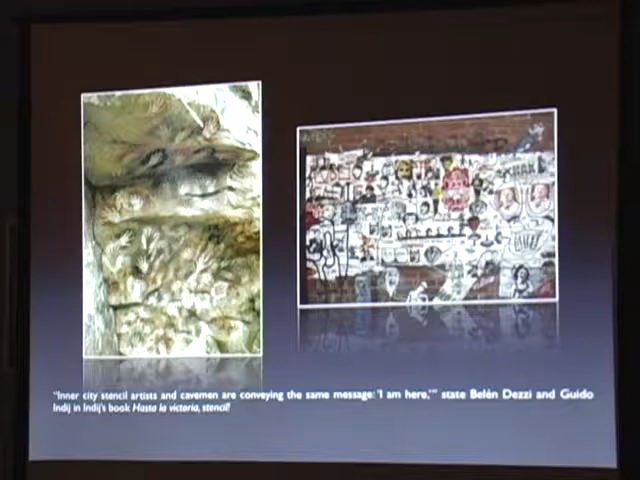 "Inner city stencil artists and cavemen are conveying the same message: 'I am here,'" state Belén Dezzi and Guido
Indij in Indij's book Hasta la victoria, stencil!